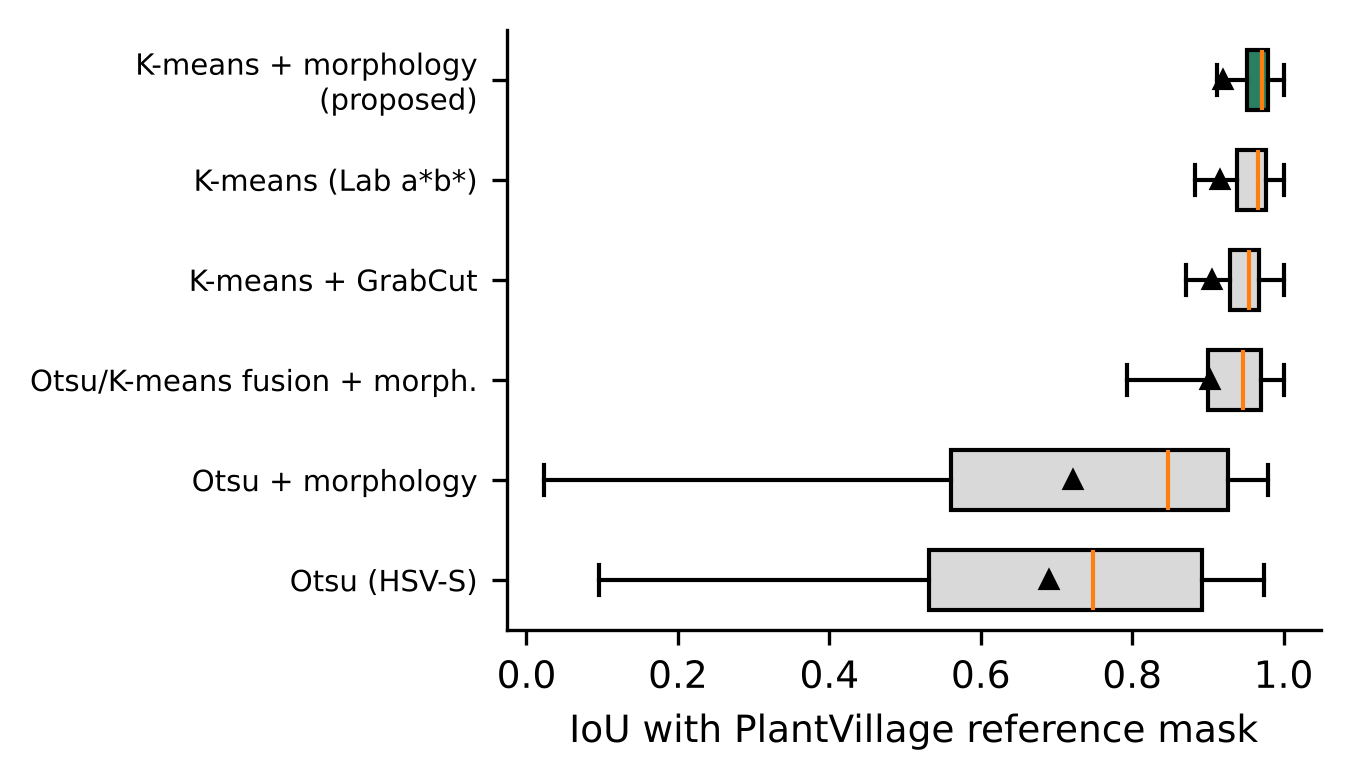 K-means + morphology
(proposed)
K-means (Lab a*b*)
K-means + GrabCut
Otsu/K-means fusion + morph.
Otsu + morphology
Otsu (HSV-S)
0.0 0.2 0.4 0.6 0.8 1.0
IoU with PlantVillage reference mask